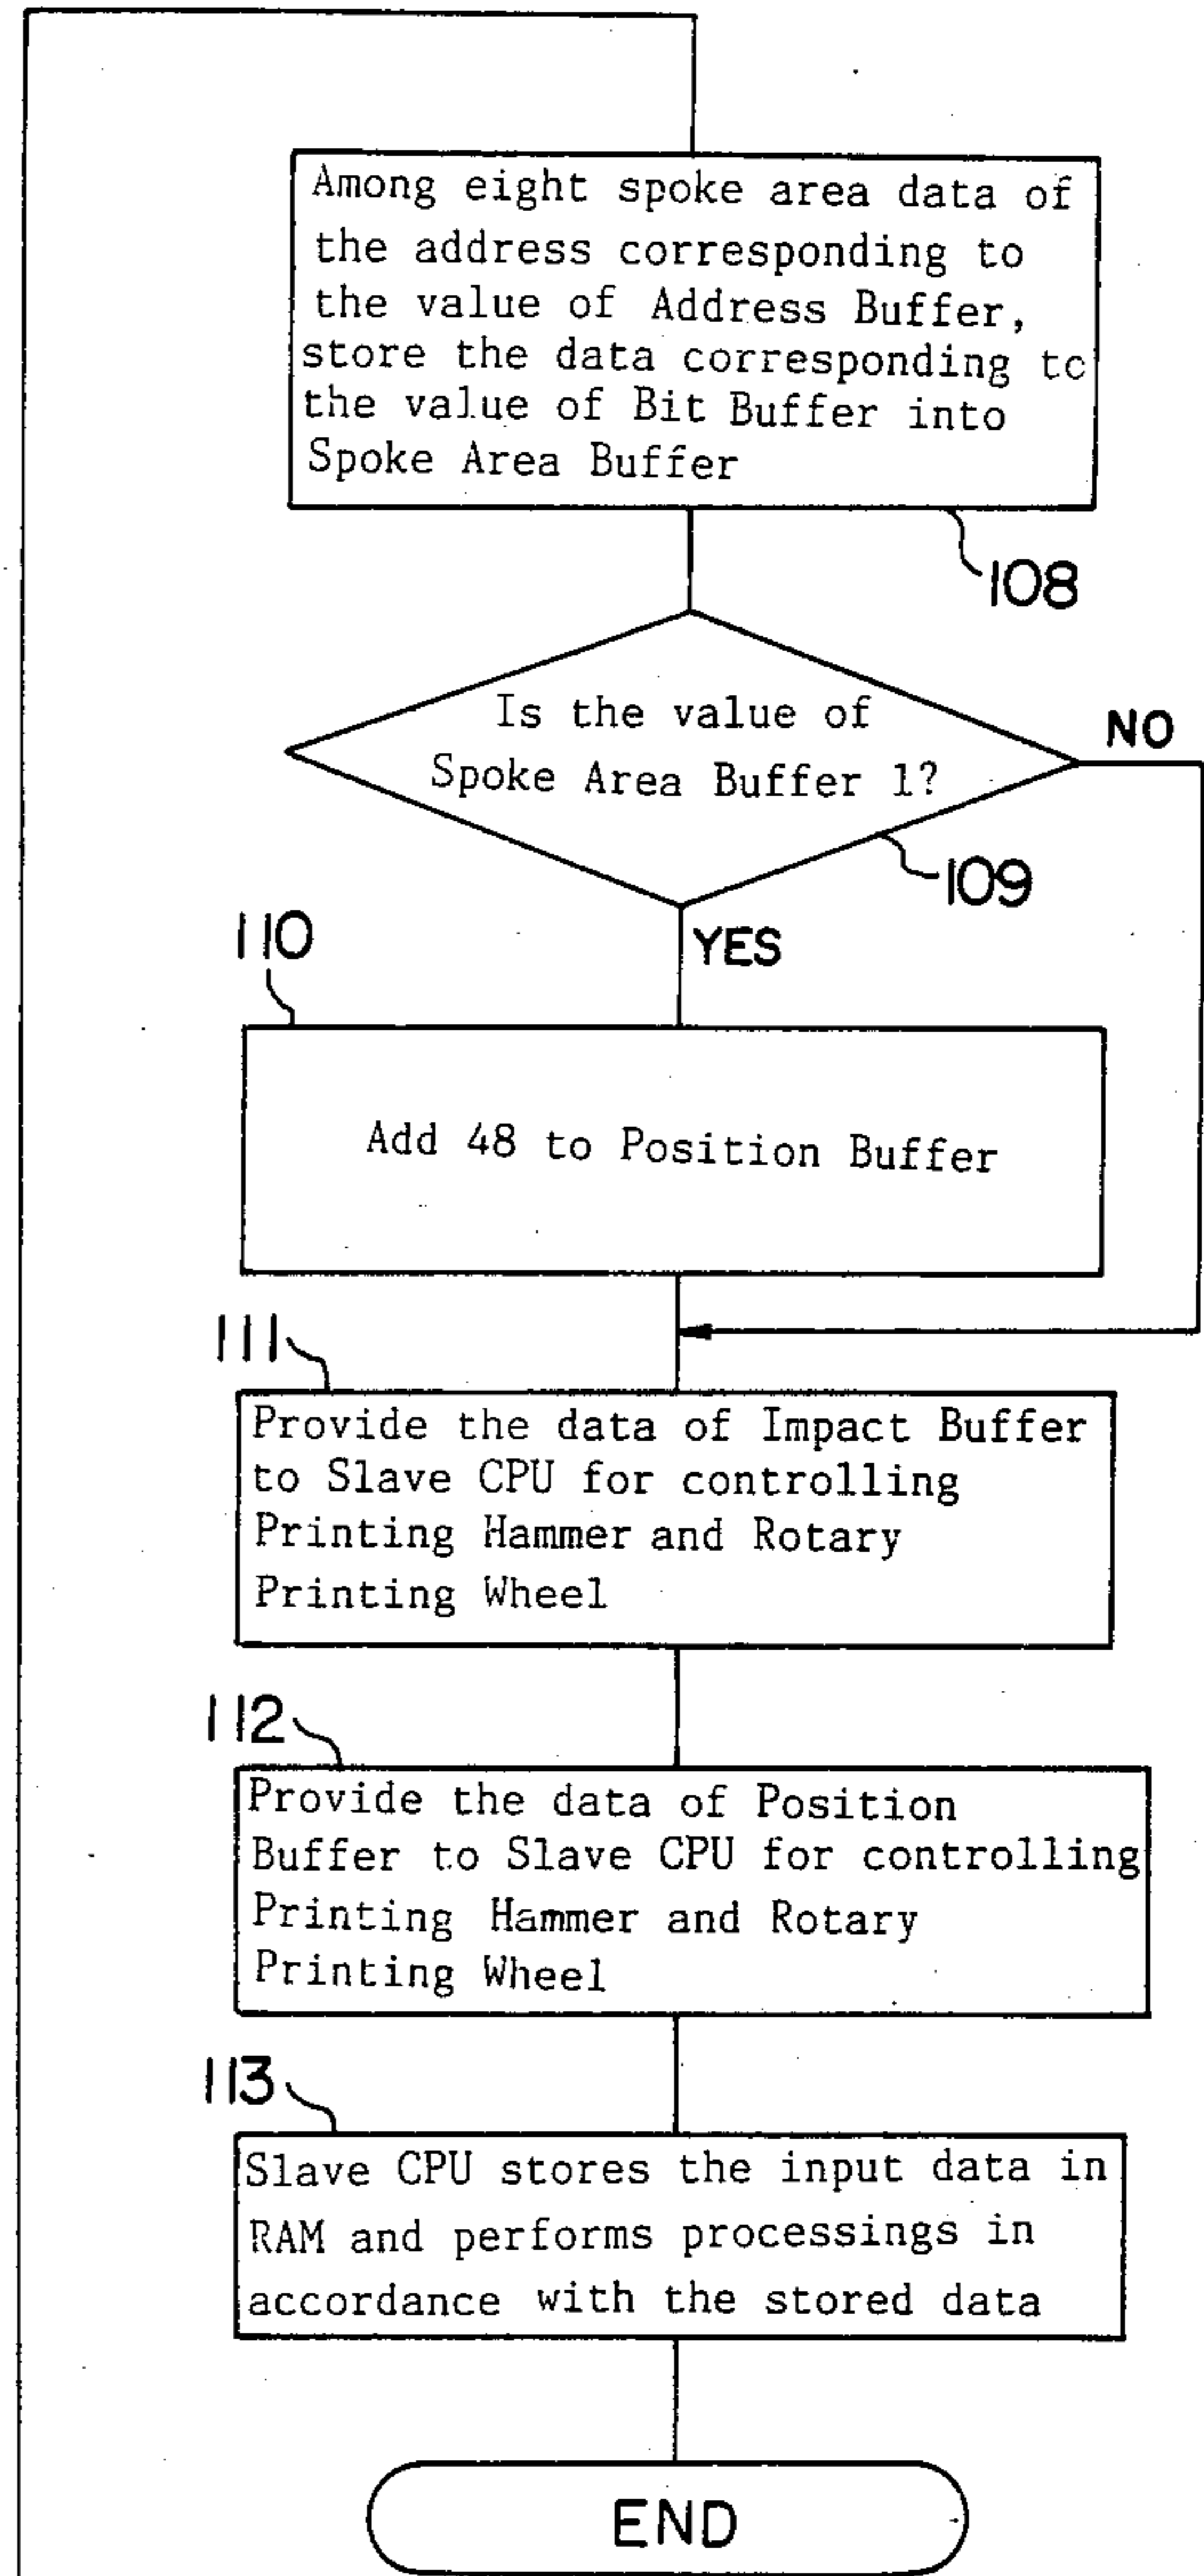 Among eight spoke area data of
the address corresponding to
the value of Address Buffer,
store the data corresponding to
the value of Bit Buffer into
Spoke Area Buffer
108
Is the value of
Spoke Area Buffer 1?
NO
109
YES
110
Add 48 to Position Buffer
111
Provide the data of Impact Buffer
to Slave CPU for controlling
Printing Hammer and Rotary
Printing Wheel
112
Provide the data of Position
Buffer to Slave CPU for controlling
Printing Hammer and Rotary
Printing Wheel
113
Slave CPU stores the input data in
RAM and performs processings in
accordance with the stored data
END